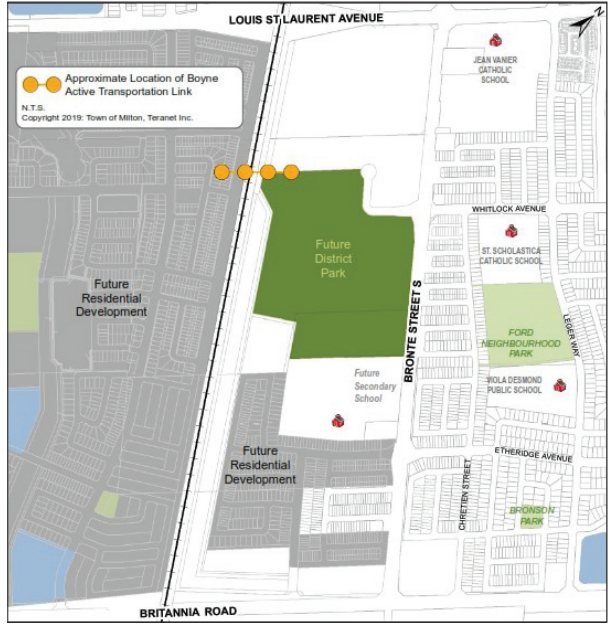 LOUIS ST LAURENT AVENUE
N
JEAN VANIER
CATHOLIC
SCHOOL
Approximate Location of Boyne
Active Transportation Link
N.T.S.
Copyright 2019: Town of Milton, Teranet Inc.
WHITLOCK AVENUE
ST. SCHOLASTICA
CATHOLIC SCHOOL
Future
District
Park
Future
Residential
Development
BRONTE STREET S
LEGER WAY
FORD
NEIGHBOURHOOD
PARK
Future
Secondary
School
VIOLA DESMOND
PUBLIC SCHOOL
Future
Residential
Development
ETHERIDGE AVENUE
CHRETIEN STREET
BRONSON
PARK
BRITANNIA ROAD